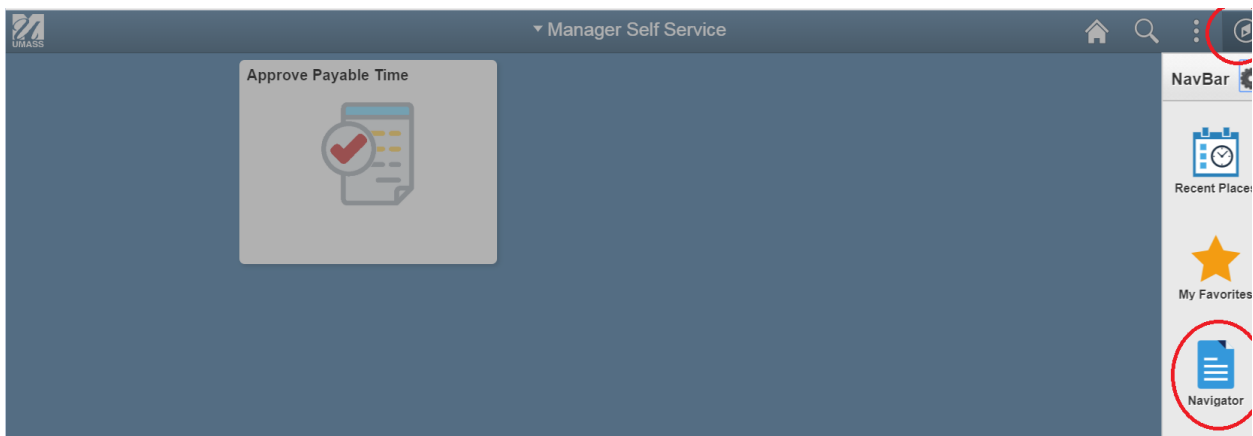 UMASS
Manager Self Service
Approve Payable Time
NavBar
Recent Places
My Favorites
Navigator